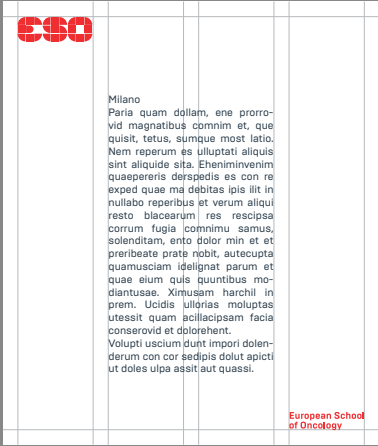 ESO
Milano
Paria quam dollam, ene prorro-
vid magnatibus comnim et, que
quisit, tetus, sumque most latio.
Nem reperum es ulluptati aliquis
sint aliquide sita. Eheniminvenim
quaepereris derspedis es con re
exped quae ma debitas ipis ilit in
nullabo reperibus et verum aliqui
resto blacearum res rescipsa
corrum fugia comnimu samus,
solenditam, ento dolor min et et
preribeate prate nobit, autecupta
quamusciam idelignat parum et
quae eium quis quuntibus mo-
diantusae. Ximusam harchil in
prem. Ucidis ullorias moluptas
utessit quam acillacipsam facia
conserovid et dolorehent.
Volupti uscium dunt impori dolen-
derum con cor sedipis dolut apicti
ut doles ulpa assit aut quassi.
European School
of Oncology